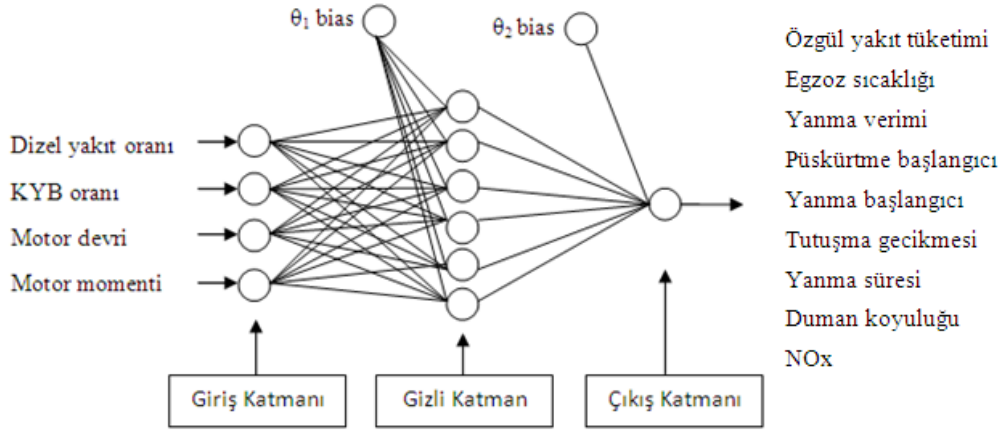 θ1 bias
θ2 bias
Dizel yakıt oranı
KYB oranı
Motor devri
Motor momenti
Özgül yakıt tüketimi
Egzoz sıcaklığı
Yanma verimi
Püskürtme başlangıcı
Yanma başlangıcı
Tutuşma gecikmesi
Yanma süresi
Duman koyuluğu
NOx
Giriş Katmanı
Gizli Katman
Çıkış Katmanı